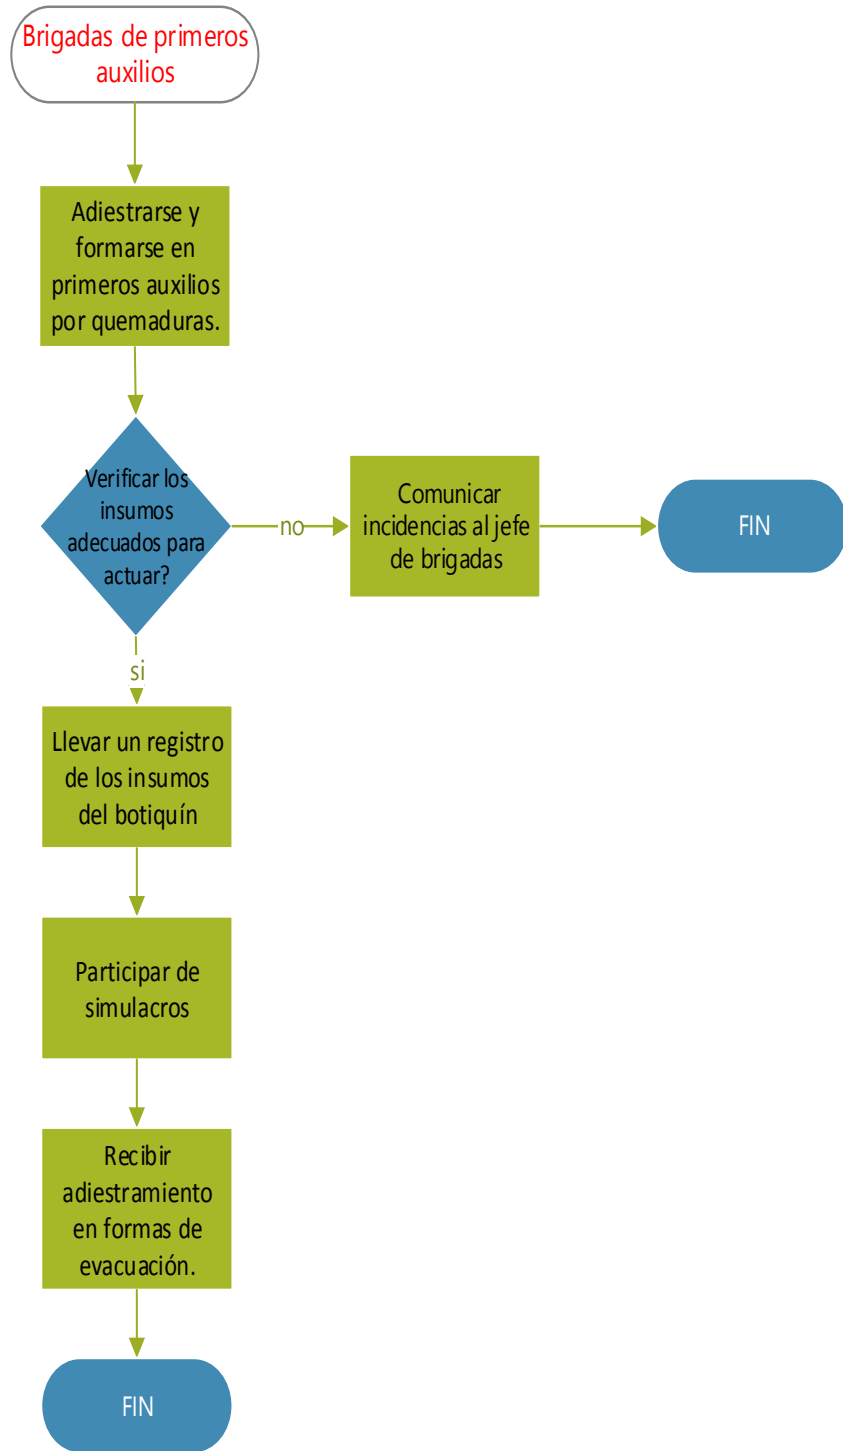 Brigadas de primeros
auxilios
Adiestrarse y
formarse en
primeros auxilios
por quemaduras.
Verificar los
insumos
adecuados para
actuar?
no
Comunicar
incidencias al jefe
de brigadas
FIN
si
Llevar un registro
de los insumos
del botiquín
Participar de
simulacros
Recibir
adiestramiento
en formas de
evacuación.
FIN